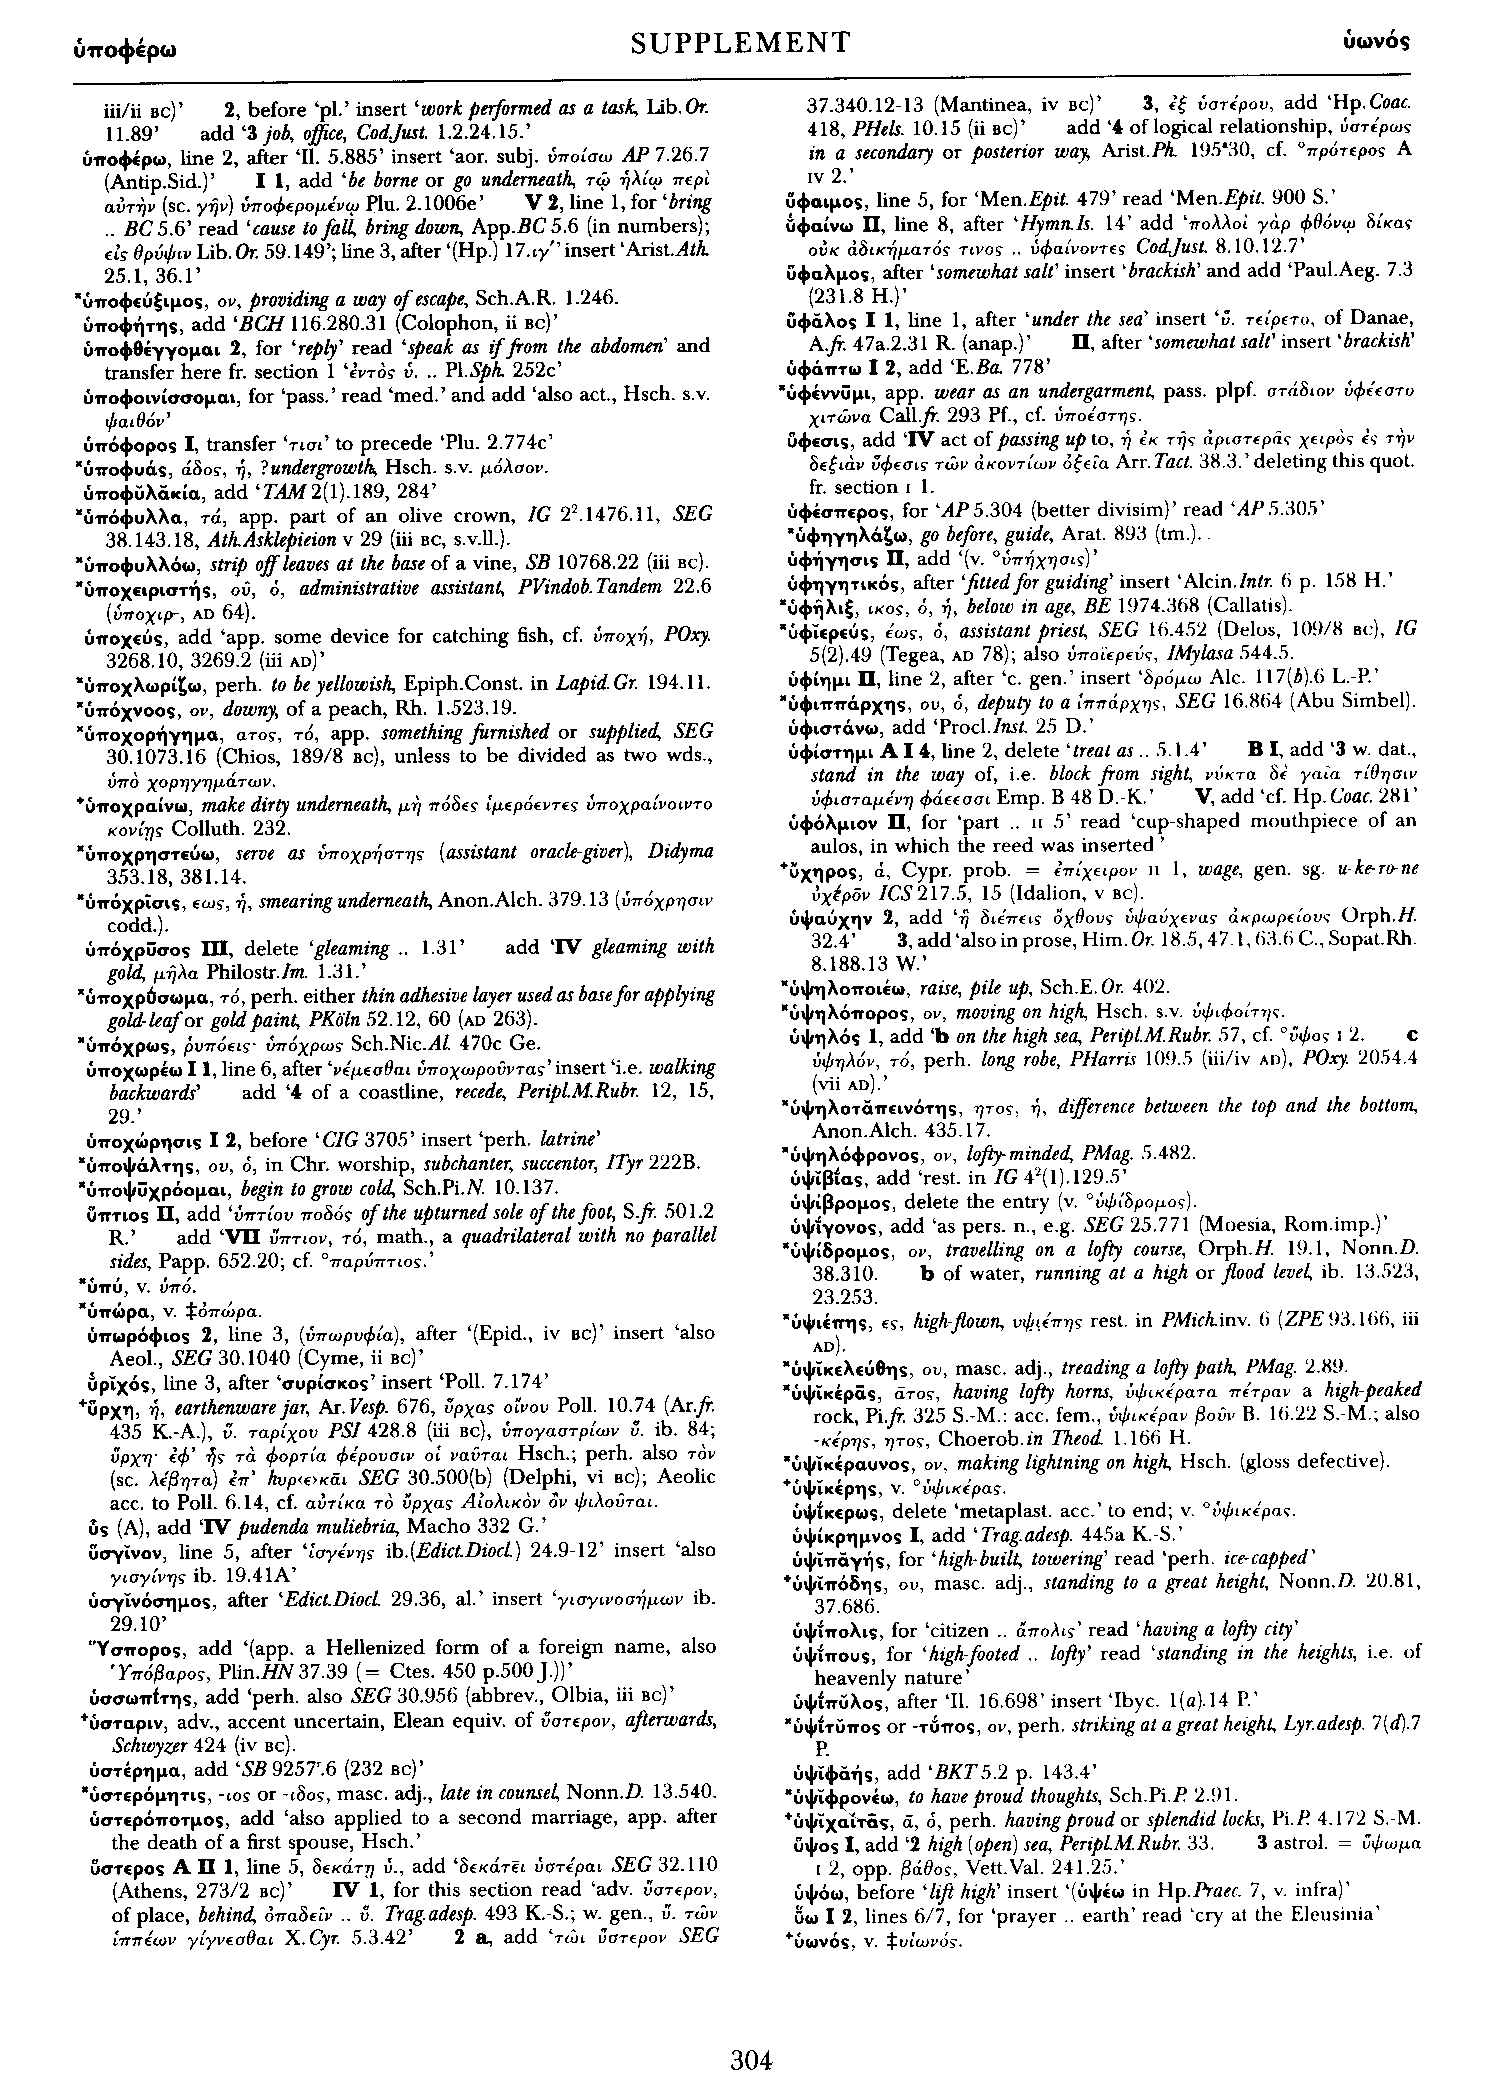 ὑποφέρω
SUPPLEMENT
ὑωνός
iii/ii BC)’ 2, before ‘pl.’ insert ‘work performed as a task, Lib.Or.
11.89’ add ‘3 job, office, Cod.Just. 1.2.24.15.’
ὑποφέρω, line 2, after ‘Il. 5.885’ insert ‘aor. subj. ὑποίσω AP 7.26.7
(Antip.Sid.)’ I 1, add ‘be borne or go underneath, τῷ ἡλίῳ περὶ
αὐτὴν (sc. γῆν) ὑποφερομένῳ Plu. 2.1006e’ V 2, line 1, for ‘bring
.. BC 5.6’ read ‘cause to fall, bring down, App.BC 5.6 (in numbers);
εἰς θρύψιν Lib.Or. 59.149’; line 3, after ‘(Hp.) 17.ιγ´’ insert ‘Arist.Ath.
25.1, 36.1’
*ὑποφεύξιμος, ον, providing a way of escape, Sch.A.R. 1.246.
ὑποφήτης, add ‘BCH 116.280.31 (Colophon, ii BC)’
ὑποφθέγγομαι 2, for ‘reply’ read ‘speak as if from the abdomen’ and
transfer here fr. section 1 ‘ἐντὸς ὑ. .. Pl.Sph. 252c’
ὑποφοινίσσομαι, for ‘pass.’ read ‘med.’ and add ‘also act., Hsch. s.v.
ψαιθόν’
ὑπόφορος I, transfer ‘τισι’ to precede ‘Plu. 2.774c’
*ὑποφυάς, άδος, ἡ, ?undergrowth, Hsch. s.v. μόλσον.
ὑποφῠλᾰκία, add ‘TAM 2(1).189, 284’
*ὑπόφυλλα, τά, app. part of an olive crown, IG 2².1476.11, SEG
38.143.18, Ath.Asklepieion v 29 (iii BC, s.v.ll.).
*ὑποφυλλόω, strip off leaves at the base of a vine, SB 10768.22 (iii BC).
*ὑποχειριστής, οῦ, ὁ, administrative assistant, PVindob.Tandem 22.6
(ὑποχιρ-, AD 64).
ὑποχεύς, add ‘app. some device for catching fish, cf. ὑποχή, POxy.
3268.10, 3269.2 (iii AD)’
*ὑποχλωρίζω, perh. to be yellowish, Epiph.Const. in Lapid.Gr. 194.11.
*ὑπόχνοος, ον, downy, of a peach, Rh. 1.523.19.
*ὑποχορήγημα, ατος, τό, app. something furnished or supplied, SEG
30.1073.16 (Chios, 189/8 BC), unless to be divided as two wds.,
ὑπὸ χορηγημάτων.
⁺ὑποχραίνω, make dirty underneath, μὴ πόδες ἱμερόεντες ὑποχραίνοιντο
κονίῃς Colluth. 232.
*ὑποχρηστεύω, serve as ὑποχρήστης (assistant oracle-giver), Didyma
353.18, 381.14.
*ὑπόχρῑσις, εως, ἡ, smearing underneath, Anon.Alch. 379.13 (ὑπόχρησιν
codd.).
ὑπόχρῡσος III, delete ‘gleaming .. 1.31’ add ‘IV gleaming with
gold, μῆλα Philostr.Im. 1.31.’
*ὑποχρύ̄σωμα, τό, perh. either thin adhesive layer used as base for applying
gold-leaf or gold paint, PKöln 52.12, 60 (AD 263).
*ὑπόχρως, ῥυπόεις· ὑπόχρως Sch.Nic.Al. 470c Ge.
ὑποχωρέω I 1, line 6, after ‘νέμεσθαι ὑποχωροῦντας’ insert ‘i.e. walking
backwards’ add ‘4 of a coastline, recede, Peripl.M.Rubr. 12, 15,
29.’
ὑποχώρησις I 2, before ‘CIG 3705’ insert ‘perh. latrine’
*ὑποψάλτης, ου, ὁ, in Chr. worship, subchanter, succentor, ITyr 222B.
*ὑποψῡχρόομαι, begin to grow cold, Sch.Pi.N. 10.137.
ὕπτιος II, add ‘ὑπτίου ποδός of the upturned sole of the foot, S.fr. 501.2
R.’ add ‘VII ὕπτιον, τό, math., a quadrilateral with no parallel
sides, Papp. 652.20; cf. °παρύπτιος.’
*ὑπύ, v. ὑπό.
*ὑπώρα, v. ‡ὀπώρα.
ὑπωρόφιος 2, line 3, (ὑπωρυφία), after ‘(Epid., iv BC)’ insert ‘also
Aeol., SEG 30.1040 (Cyme, ii BC)’
ὑ̄ρῐχός, line 3, after ‘συρίσκος’ insert ‘Poll. 7.174’
⁺ὕρχη, ἡ, earthenware jar, Ar.Vesp. 676, ὕρχας οἴνου Poll. 10.74 (Ar.fr.
435 K.-A.), ὕ. ταρίχου PSI 428.8 (iii BC), ὑπογαστρίων ὕ. ib. 84;
ὕρχη· ἐφ’ ἧς τὰ φορτία φέρουσιν οἱ ναῦται Hsch.; perh. also τὸν
(sc. λέβητα) ἐπ’ hυρ‹ε›κᾶι SEG 30.500(b) (Delphi, vi BC); Aeolic
acc. to Poll. 6.14, cf. αὐτίκα τὸ ὕρχας Αἰολικὸν ὂν ψιλοῦται.
ὗς (A), add ‘IV pudenda muliebria, Macho 332 G.’
ὕσγῐνον, line 5, after ‘ἰσγένης ib.(Edict.Diocl.) 24.9-12’ insert ‘also
γισγίνης ib. 19.41A’
ὑσγῐνόσημος, after ‘Edict.Diocl. 29.36, al.’ insert ‘γισγινοσήμων ib.
29.10’
Ὕσπορος, add ‘(app. a Hellenized form of a foreign name, also
Ὑπόβαρος, Plin.HN 37.39 (= Ctes. 450 p.500 J.))’
ὑσσωπίτης, add ‘perh. also SEG 30.956 (abbrev., Olbia, iii BC)’
⁺ὑσταριν, adv., accent uncertain, Elean equiv. of ὕστερον, afterwards,
Schwyzer 424 (iv BC).
ὑστέρημα, add ‘SB 9257ʳ.6 (232 BC)’
*ὑστερόμητις, -ιος or -ιδος, masc. adj., late in counsel, Nonn.D. 13.540.
ὑστερόποτμος, add ‘also applied to a second marriage, app. after
the death of a first spouse, Hsch.’
ὕστερος A II 1, line 5, δεκάτῃ ὑ., add ‘δεκάτε̄ι ὑστέραι SEG 32.110
(Athens, 273/2 BC)’ IV 1, for this section read ‘adv. ὕστερον,
of place, behind, ὀπαδεῖν .. ὕ. Trag.adesp. 493 K.-S.; w. gen., ὕ. τῶν
ἱππέων γίγνεσθαι X.Cyr. 5.3.42’ 2 a, add ‘τῶι ὕστερον SEG
37.340.12-13 (Mantinea, iv BC)’ 3, ἐξ ὑστέρου, add ‘Hp.Coac.
418, PHels. 10.15 (ii BC)’ add ‘4 of logical relationship, ὑστέρως
in a secondary or posterior way, Arist.Ph. 195ᵃ30, cf. °πρότερος A
IV 2.’
ὕφαιμος, line 5, for ‘Men.Epit. 479’ read ‘Men.Epit. 900 S.’
ὑ̆φαίνω II, line 8, after ‘Hymn.Is. 14’ add ‘πολλοὶ γὰρ φθόνῳ δίκας
οὐκ ἀδικήματός τινος .. ὑφαίνοντες Cod.Just. 8.10.12.7’
ὕφαλμος, after ‘somewhat salt’ insert ‘brackish’ and add ‘Paul.Aeg. 7.3
(231.8 H.)’
ὕφᾰλος I 1, line 1, after ‘under the sea’ insert ‘ὕ. τείρετο, of Danae,
A.fr. 47a.2.31 R. (anap.)’ II, after ‘somewhat salt’ insert ‘brackish’
ὑφάπτω I 2, add ‘E.Ba. 778’
*ὑφέννῡμι, app. wear as an undergarment, pass. plpf. στάδιον ὑφέεστο
χιτῶνα Call.fr. 293 Pf., cf. ὑποέστης.
ὕφεσις, add ‘IV act of passing up to, ἡ ἐκ τῆς ἀριστερᾶς χειρὸς ἐς τὴν
δεξιὰν ὕφεσις τῶν ἀκοντίων ὀξεῖα Arr.Tact. 38.3.’ deleting this quot.
fr. section I 1.
ὑφέσπερος, for ‘AP 5.304 (better divisim)’ read ‘AP 5.305’
*ὑφηγηλάζω, go before, guide, Arat. 893 (tm.)..
ὑφήγησις II, add ‘(v. °ὑπήχησις)’
ὑφηγητικός, after ‘fitted for guiding’ insert ‘Alcin.Intr. 6 p. 158 H.’
*ὑφῆλιξ, ικος, ὁ, ἡ, below in age, BE 1974.368 (Callatis).
*ὑφῐερεύς, έως, ὁ, assistant priest, SEG 16.452 (Delos, 109/8 BC), IG
5(2).49 (Tegea, AD 78); also ὑποϊερεύς, IMylasa 544.5.
ὑφίημι II, line 2, after ‘c. gen.’ insert ‘δρόμω Alc. 117(b).6 L.-P.’
*ὑφιππάρχης, ου, ὁ, deputy to a ἱππάρχης, SEG 16.864 (Abu Simbel).
ὑφιστάνω, add ‘Procl.Inst. 25 D.’
ὑφίστημι A I 4, line 2, delete ‘treat as .. 5.1.4’ B I, add ‘3 w. dat.,
stand in the way of, i.e. block from sight, νύκτα δὲ γαῖα τίθησιν
ὑφισταμένη φάεεσσι Emp. B 48 D.-K.’ V, add ‘cf. Hp.Coac. 281’
ὑφόλμιον II, for ‘part .. II 5’ read ‘cup-shaped mouthpiece of an
aulos, in which the reed was inserted’
⁺ὔχηρος, ἁ, Cypr. prob. = ἐπίχειρον II 1, wage, gen. sg. u-ke-ro-ne
ὐχε̄́ρο̄ν ICS 217.5, 15 (Idalion, v BC).
ὑψαύχην 2, add ‘ἣ διέπεις ὄχθους ὑψαύχενας ἀκρωρείους Orph.H.
32.4’ 3, add ‘also in prose, Him.Or. 18.5, 47.1, 63.6 C., Sopat.Rh.
8.188.13 W.’
*ὑψηλοποιέω, raise, pile up, Sch.E.Or. 402.
*ὑψηλόπορος, ον, moving on high, Hsch. s.v. ὑψιφοίτης.
ὑψηλός 1, add ‘b on the high sea, Peripl.M.Rubr. 57, cf. °ὕψος I 2. c
ὑψηλόν, τό, perh. long robe, PHarris 109.5 (iii/iv AD), POxy. 2054.4
(vii AD).’
*ὑψηλοτᾰπεινότης, ητος, ἡ, difference between the top and the bottom,
Anon.Alch. 435.17.
*ὑψηλόφρονος, ον, lofty-minded, PMag. 5.482.
ὑψῐβίας, add ‘rest. in IG 4²(1).129.5’
ὑψίβρομος, delete the entry (v. °ὑψίδρομος).
ὑψίγονος, add ‘as pers. n., e.g. SEG 25.771 (Moesia, Rom.imp.)’
*ὑψίδρομος, ον, travelling on a lofty course, Orph.H. 19.1, Nonn.D.
38.310. b of water, running at a high or flood level, ib. 13.523,
23.253.
*ὑψιέπης, ες, high-flown, υψι̣έπης rest. in PMich.inv. 6 (ZPE 93.166, iii
AD).
*ὑψῐκελεύθης, ου, masc. adj., treading a lofty path, PMag. 2.89.
*ὑψῐκέρᾱς, ᾱτος, having lofty horns, ὑψικέρατα πέτραν a high-peaked
rock, Pi.fr. 325 S.-M.: acc. fem., ὑψικέραν βοῦν B. 16.22 S.-M.; also
-κέρης, ητος, Choerob.in Theod. 1.166 H.
*ὑψῐκέραυνος, ον, making lightning on high, Hsch. (gloss defective).
⁺ὑψῐκέρης, v. °ὑψικέρας.
ὑψίκερως, delete ‘metaplast. acc.’ to end; v. °ὑψικέρας.
ὑψίκρημνος I, add ‘Trag.adesp. 445a K.-S.’
ὑψῐπᾰγής, for ‘high-built, towering’ read ‘perh. ice-capped’
⁺ὑψῐπόδης, ου, masc. adj., standing to a great height, Nonn.D. 20.81,
37.686.
ὑψίπολις, for ‘citizen .. ἄπολις’ read ‘having a lofty city’
ὑψίπους, for ‘high-footed .. lofty’ read ‘standing in the heights, i.e. of
heavenly nature’
ὑψίπῠλος, after ‘Il. 16.698’ insert ‘Ibyc. 1(a).14 P.’
*ὑψίτῠπος or -τύπος, ον, perh. striking at a great height, Lyr.adesp. 7(d).7
P.
ὑψῐφᾰής, add ‘BKT 5.2 p. 143.4’
*ὑψῐφρονέω, to have proud thoughts, Sch.Pi.P. 2.91.
⁺ὑψῐχαίτᾱς, ᾱ, ὁ, perh. having proud or splendid locks, Pi.P. 4.172 S.-M.
ὕψος I, add ‘2 high (open) sea, Peripl.M.Rubr. 33. 3 astrol. = ὕψωμα
I 2, opp. βάθος, Vett.Val. 241.25.’
ὑψόω, before ‘lift high’ insert ‘(ὑψέω in Hp.Praec. 7, v. infra)’
ὕω I 2, lines 6/7, for ‘prayer .. earth’ read ‘cry at the Eleusinia’
⁺ὑωνός, v. ‡υἱωνός.
304